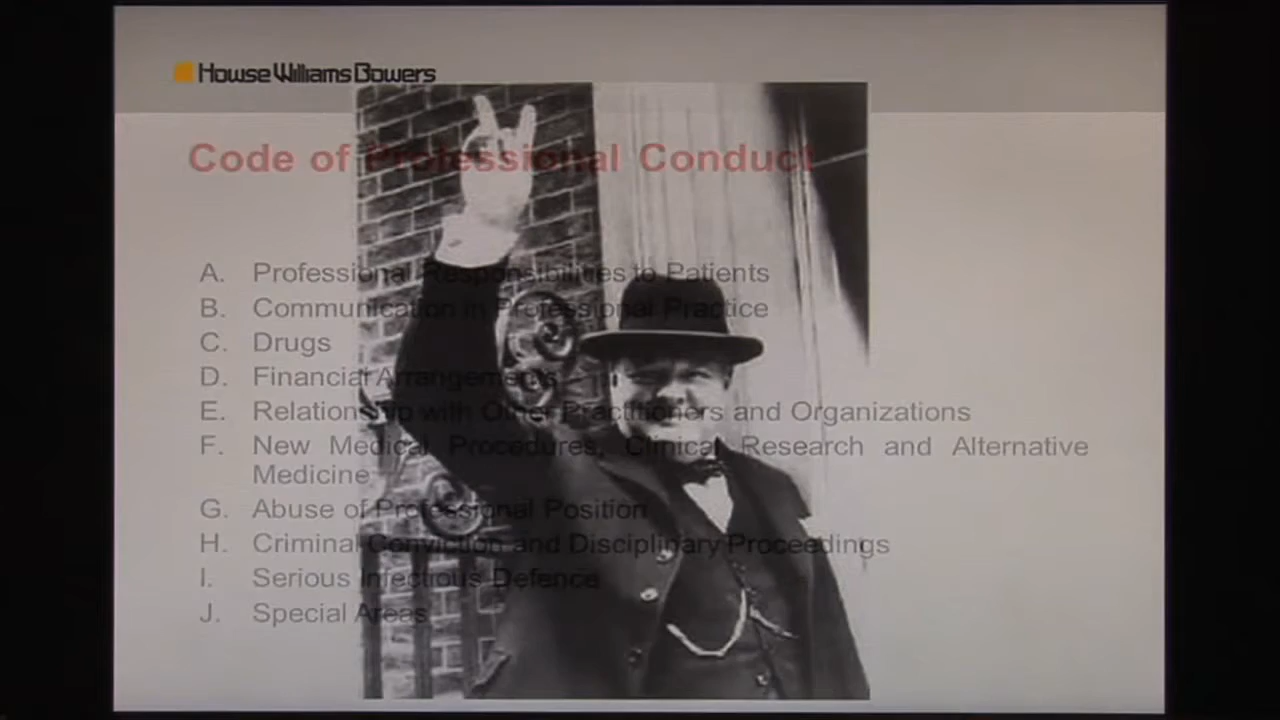 Howse Williams Bowers
Code of Professional Conduct
A. Professional Responsibilities to Patients
B. Communication in Professional Practice
C. Drugs
D. Financial Arrangements
E. Relationship with Other Practitioners and Organizations
F. New Medical Procedures, Clinical Research and Alternative
Medicine
G. Abuse of Professional Position
H. Criminal Conviction and Disciplinary Proceedings
I. Serious Infectious Defence
J. Special Areas